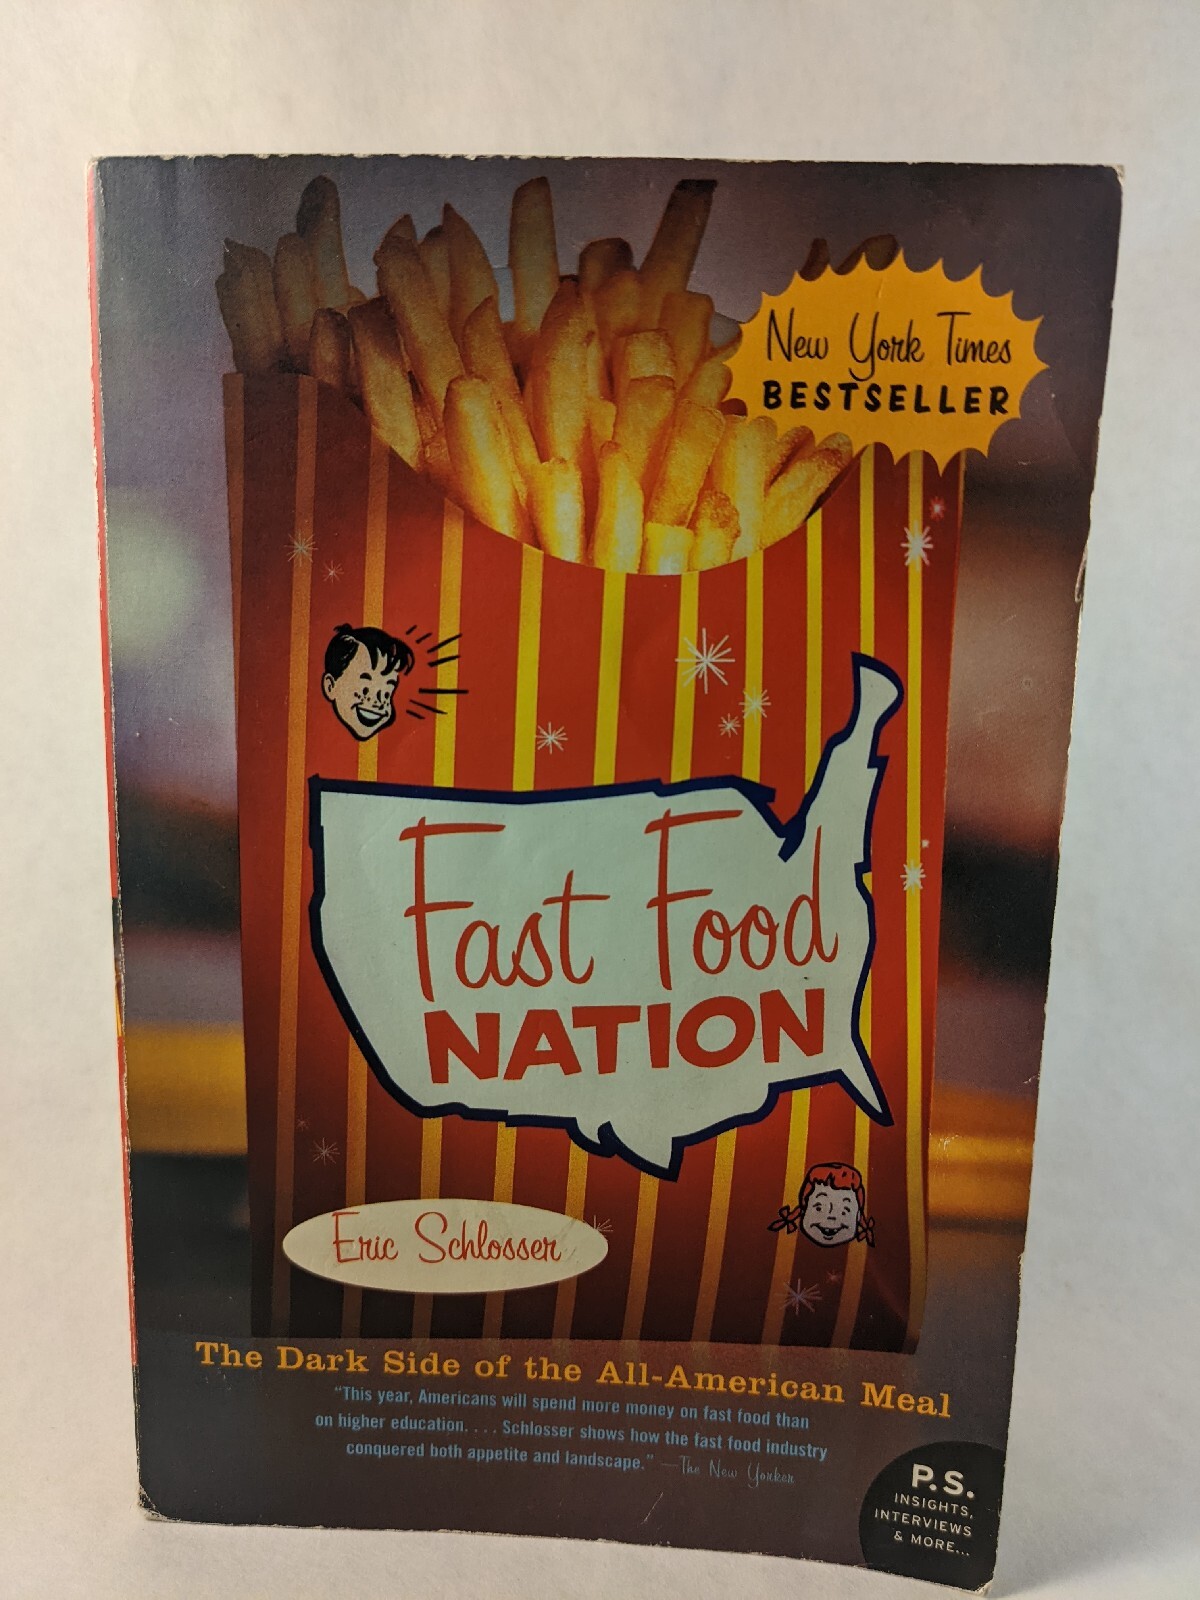 New York Times
BESTSELLER
Fast Food
NATION
Eric Schlosser
The Dark Side of the All-American Meal
"This year, Americans will spend more money on fast food than
on higher education. . . . Schlosser shows how the fast food industry
conquered both appetite and landscape." —The New Yorker
P.S.
INSIGHTS,
INTERVIEWS
& MORE...